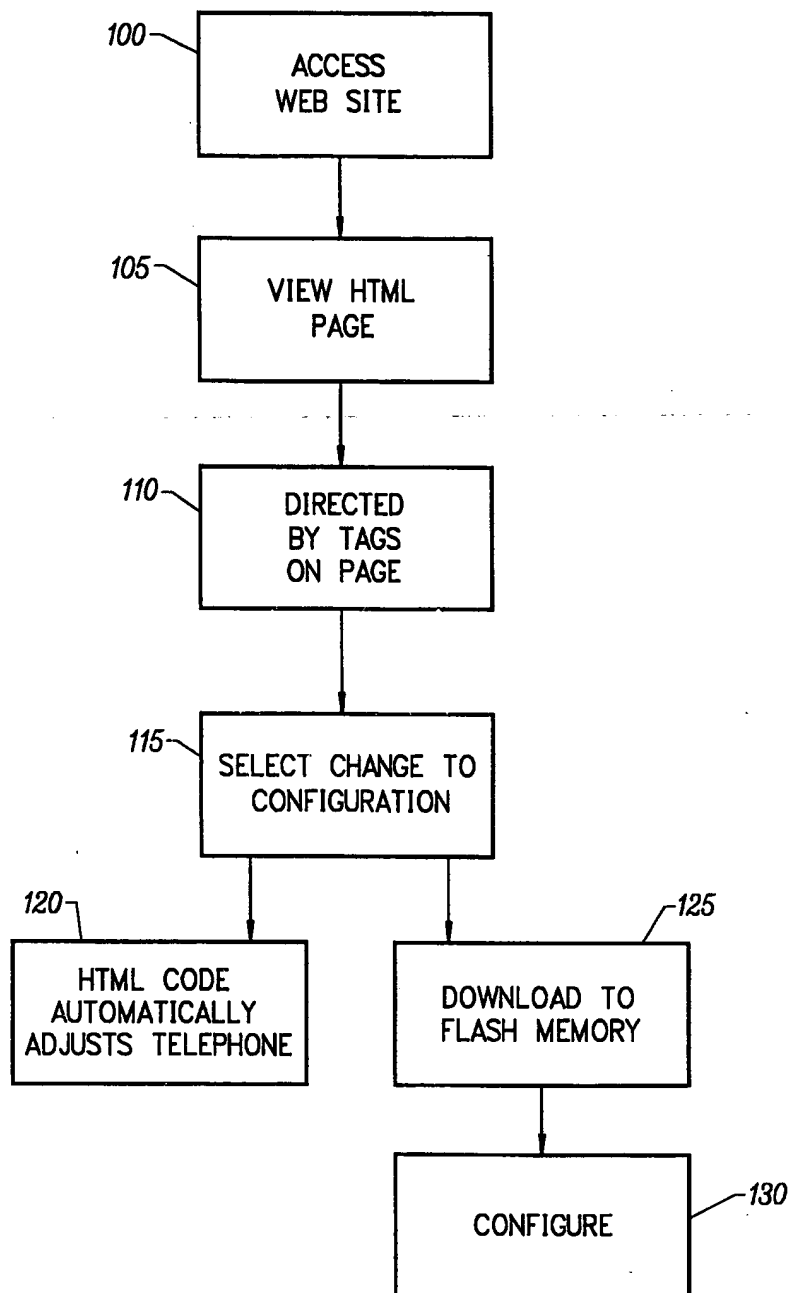 100
ACCESS
WEB SITE
105
VIEW HTML
PAGE
110
DIRECTED
BY TAGS
ON PAGE
115
SELECT CHANGE TO
CONFIGURATION
120
HTML CODE
AUTOMATICALLY
ADJUSTS TELEPHONE
125
DOWNLOAD TO
FLASH MEMORY
130
CONFIGURE